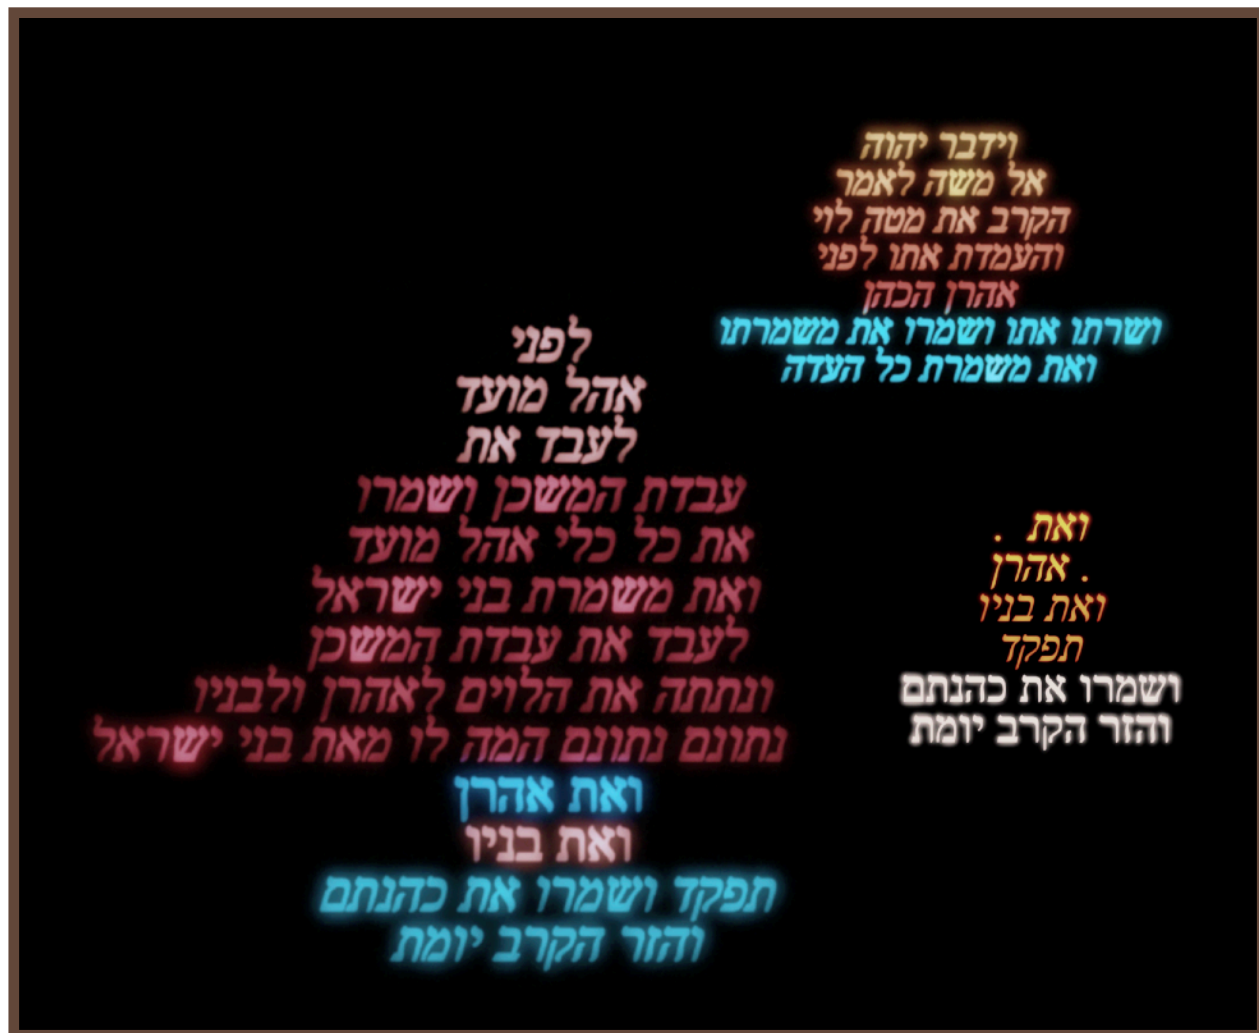 וידבר יהוה
אל משה לאמר
הקרב את מטה לוי
והעמדת אתו לפני
אהרן הכהן
ושרתו אתו ושמרו את משמרתו
ואת משמרת כל העדה
לפני
אהל מועד
לעבד את
עבדת המשכן ושמרו
את כל כלי אהל מועד
ואת משמרת בני ישראל
לעבד את עבדת המשכן
ונתתה את הלוים לאהרן ולבניו
נתונם נתונם המה לו מאת בני ישראל
ואת אהרן
ואת בניו
תפקד ושמרו את כהנתם
והזר הקרב יומת
ואת .
. אהרן
ואת בניו
תפקד
ושמרו את כהנתם
והזר הקרב יומת